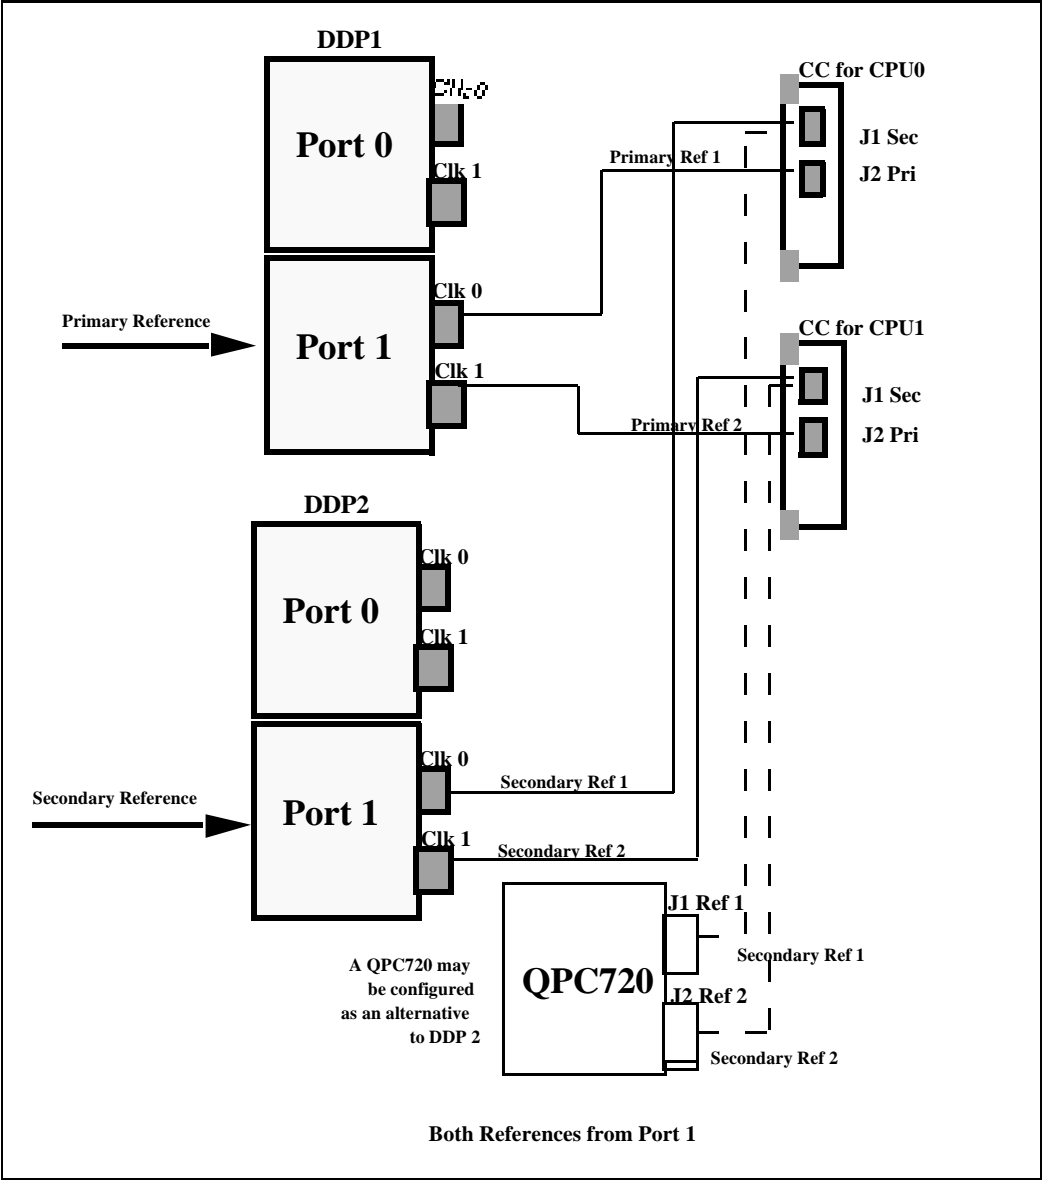 DDP1
CC for CPU0
Port 0
J1 Sec
Primary Ref 1
Clk 1
J2 Pri
Clk 0
Primary Reference
CC for CPU1
Port 1
Clk 1
J1 Sec
Primary Ref 2
J2 Pri
DDP2
Clk 0
Port 0
Clk 1
Clk 0
Secondary Ref 1
Secondary Reference
Port 1
Clk 1
Secondary Ref 2
J1 Ref 1
Secondary Ref 1
A QPC720 may
be configured
as an alternative
to DDP 2
QPC720
J2 Ref 2
Secondary Ref 2
Both References from Port 1